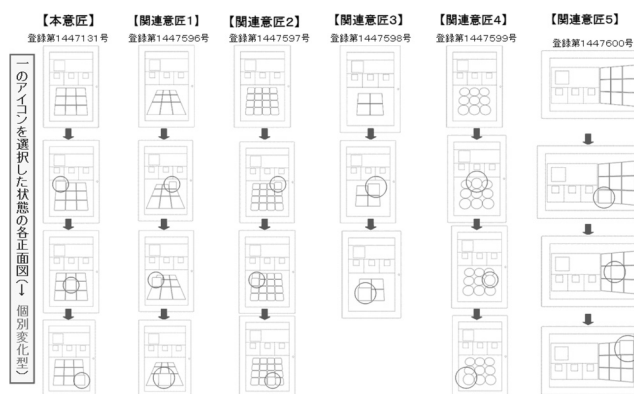 【本意匠】
登録第1447131号
【関連意匠1】
登録第1447596号
【関連意匠2】
登録第1447597号
【関連意匠3】
登録第1447598号
【関連意匠4】
登録第1447599号
【関連意匠5】
登録第1447600号
一のアイコンを選択した状態の各正面図(↓ 個別変化型)